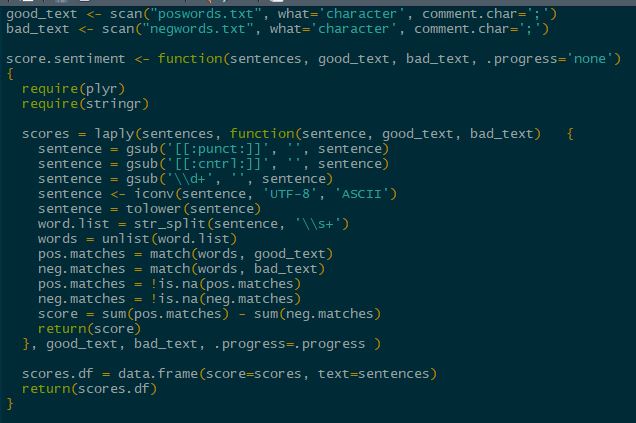 good_text <- scan("poswords.txt", what='character', comment.char=';')
bad_text <- scan("negwords.txt", what='character', comment.char=';')

score.sentiment <- function(sentences, good_text, bad_text, .progress='none')
{
  require(plyr)
  require(stringr)

  scores = laply(sentences, function(sentence, good_text, bad_text)   {
    sentence = gsub('[[:punct:]]', '', sentence)
    sentence = gsub('[[:cntrl:]]', '', sentence)
    sentence = gsub('\\d+', '', sentence)
    sentence <- iconv(sentence, 'UTF-8', 'ASCII')
    sentence = tolower(sentence)
    word.list = str_split(sentence, '\\s+')
    words = unlist(word.list)
    pos.matches = match(words, good_text)
    neg.matches = match(words, bad_text)
    pos.matches = !is.na(pos.matches)
    neg.matches = !is.na(neg.matches)
    score = sum(pos.matches) - sum(neg.matches)
    return(score)
  }, good_text, bad_text, .progress=.progress )

  scores.df = data.frame(score=scores, text=sentences)
  return(scores.df)
}